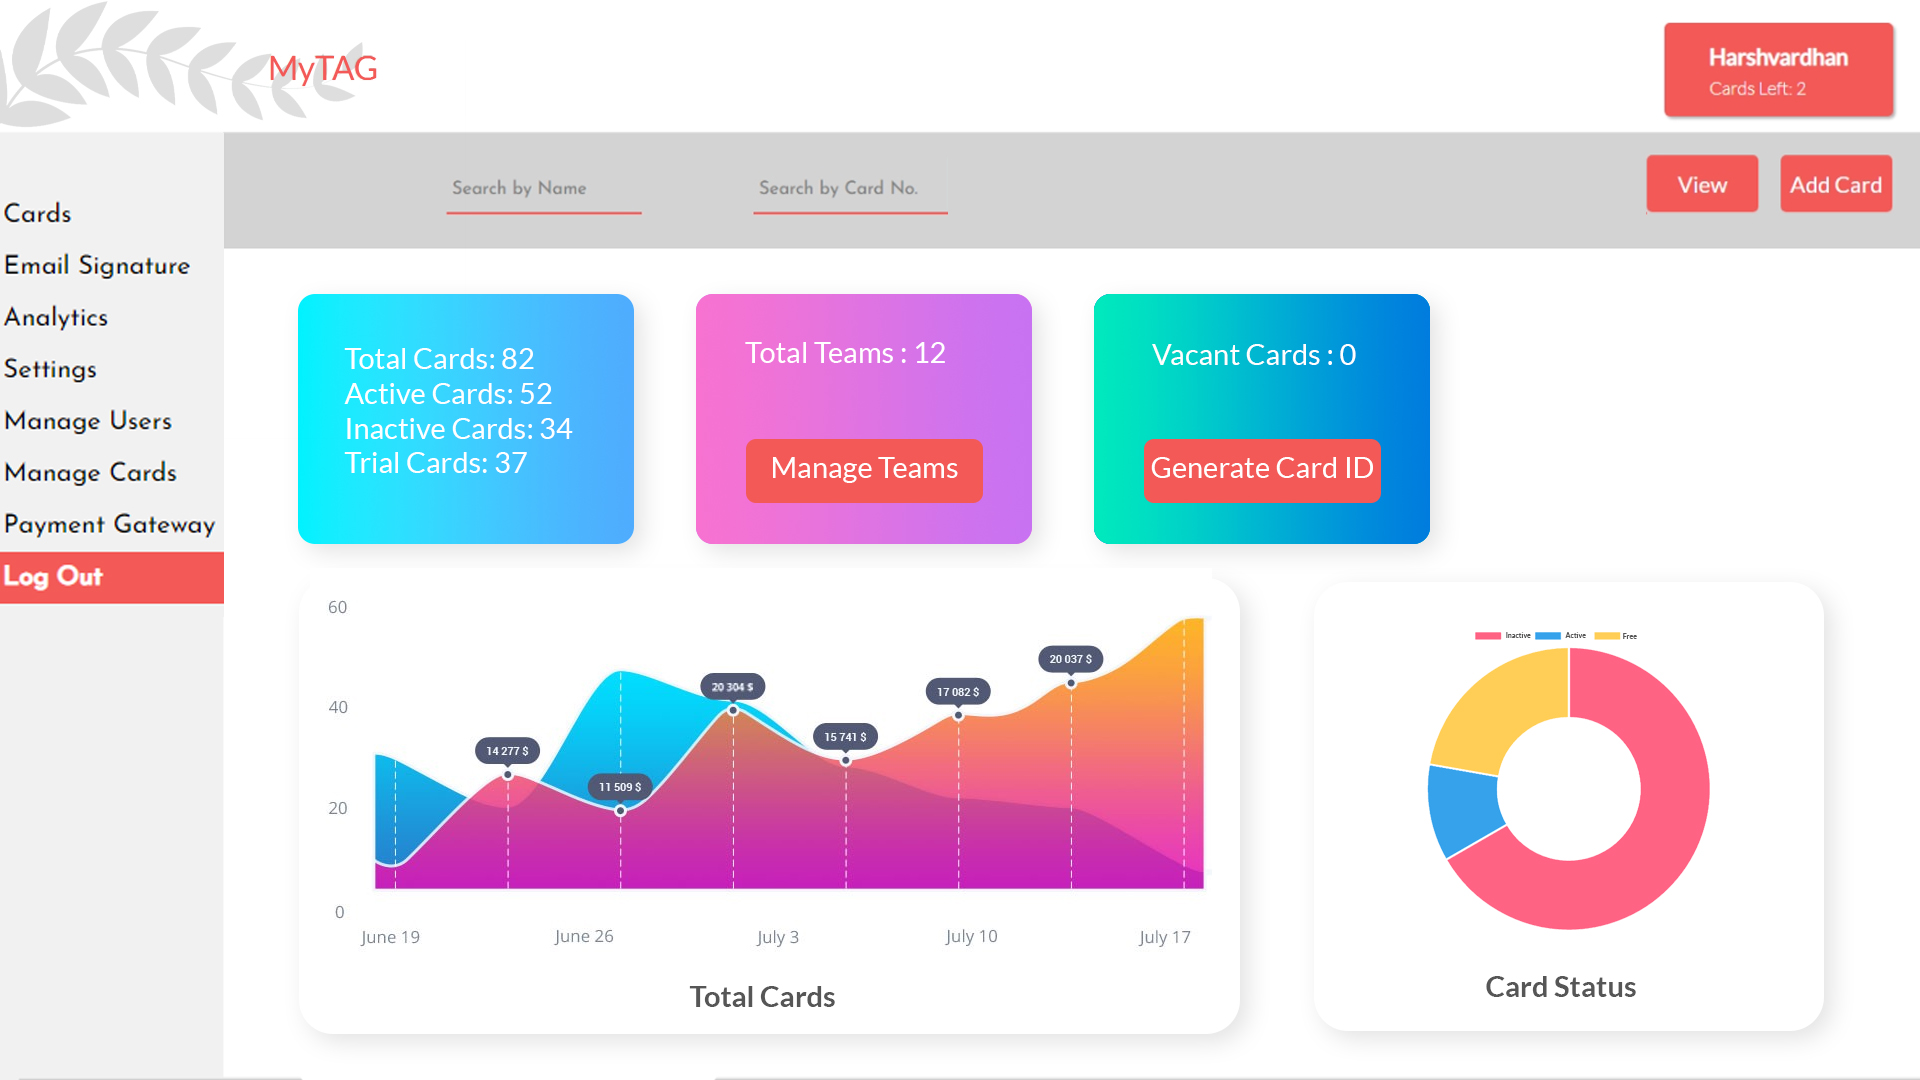 MyTAG
Harshvardhan
Cards Left: 2
Search by Name
Search by Card No.
View
Add Card
Cards
Email Signature
Analytics
Settings
Manage Users
Manage Cards
Payment Gateway
Log Out
Total Cards: 82
Active Cards: 52
Inactive Cards: 34
Trial Cards: 37
Total Teams : 12
Manage Teams
Vacant Cards : 0
Generate Card ID
60
40
20
0
14 277 $
11 509 $
20 304 $
15 741 $
17 082 $
20 037 $
June 19
June 26
July 3
July 10
July 17
Total Cards
Inactive
Active
Free
Card Status